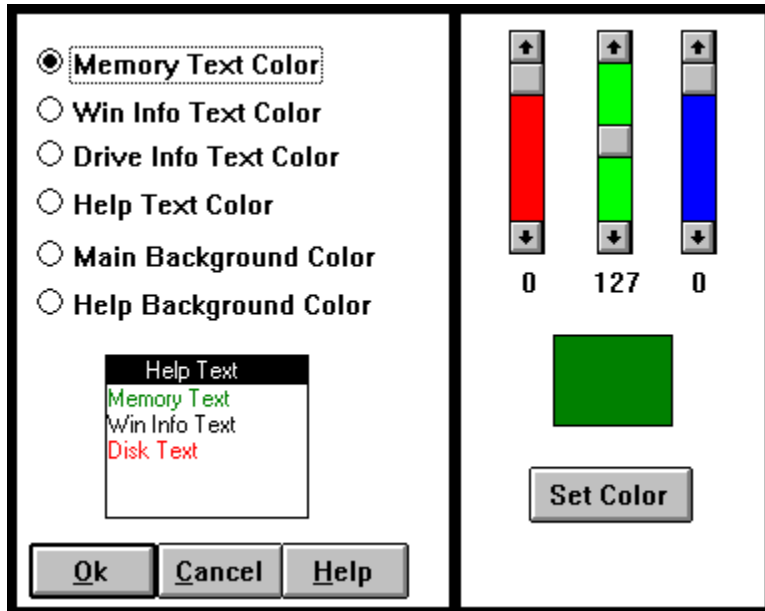 Memory Text Color
Win Info Text Color
Drive Info Text Color
Help Text Color
Main Background Color
Help Background Color
Help Text
Memory Text
Win Info Text
Disk Text
Ok Cancel Help
0 127 0
Set Color